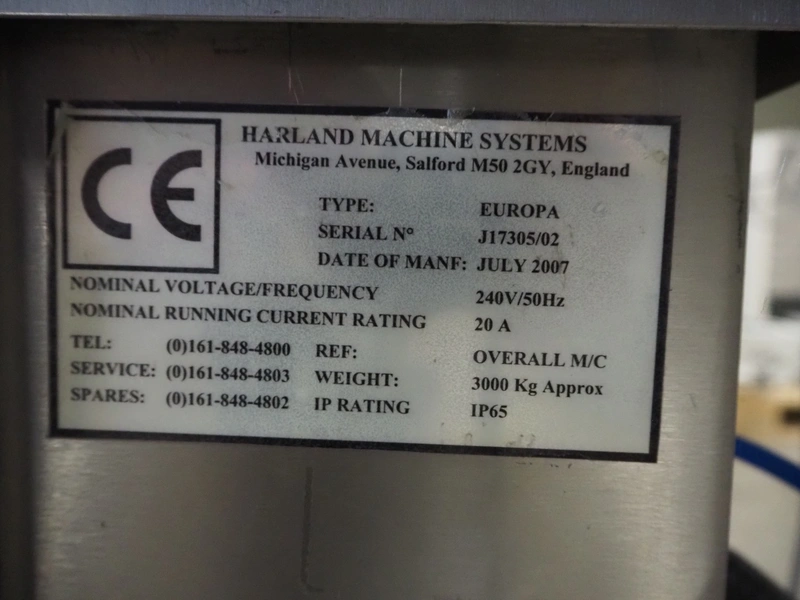 CE
HARLAND MACHINE SYSTEMS
Michigan Avenue, Salford M50 2GY, England
TYPE: EUROPA
SERIAL Nº J17305/02
DATE OF MANF: JULY 2007
NOMINAL VOLTAGE/FREQUENCY 240V/50Hz
NOMINAL RUNNING CURRENT RATING 20 A
TEL: (0)161-848-4800 REF: OVERALL M/C
SERVICE: (0)161-848-4803 WEIGHT: 3000 Kg Approx
SPARES: (0)161-848-4802 IP RATING IP65